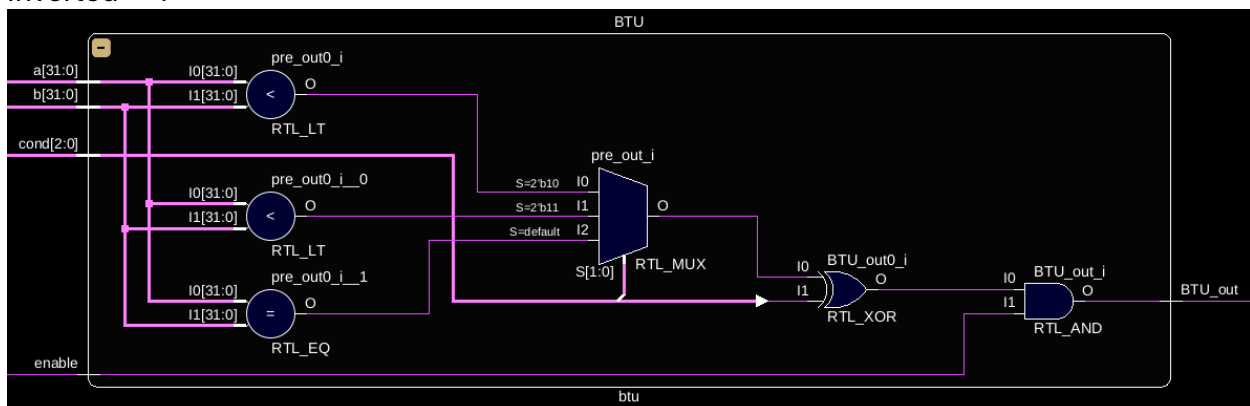 BTU
−
pre_out0_i
a[31:0]
I0[31:0]
O
b[31:0]
I1[31:0]
<
RTL_LT
cond[2:0]
pre_out_i
pre_out0_i__0
S=2'b10
I0
I0[31:0]
O
S=2'b11
I1
O
I1[31:0]
<
S=default
I2
RTL_LT
S[1:0]
RTL_MUX
pre_out0_i__1
I0
BTU_out0_i
O
I0[31:0]
O
I1
I0
BTU_out_i
O
I1[31:0]
=
RTL_XOR
I1
BTU_out
RTL_EQ
RTL_AND
enable
btu